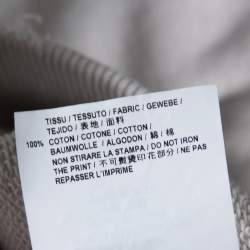 TISSU / TESSUTO / FABRIC / GEWEBE /
TEJIDO / 表地 / 面料
100% COTON / COTONE / COTTON /
BAUMWOLLE / ALGODON / 綿 / 棉
NON STIRARE LA STAMPA / DO NOT IRON
THE PRINT / 不可熨燙印花部分 / NE PAS
REPASSER L'IMPRIME